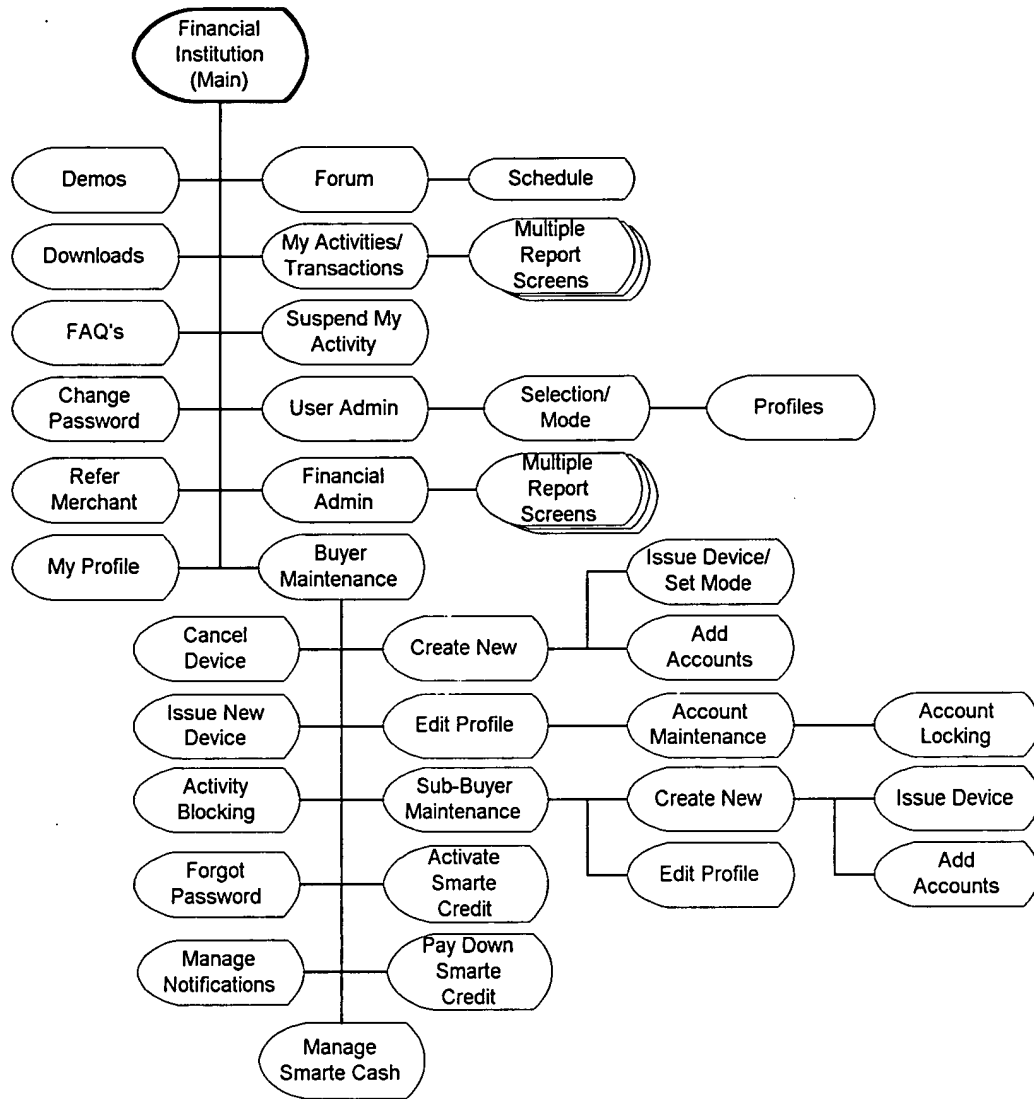 Financial
Institution
(Main)
Demos
Forum
Schedule
Downloads
My Activities/
Transactions
Multiple
Report
Screens
FAQ's
Suspend My
Activity
Change
Password
User Admin
Selection/
Mode
Profiles
Refer
Merchant
Financial
Admin
Multiple
Report
Screens
My Profile
Buyer
Maintenance
Issue Device/
Set Mode
Cancel
Device
Create New
Add
Accounts
Issue New
Device
Edit Profile
Account
Maintenance
Account
Locking
Activity
Blocking
Sub-Buyer
Maintenance
Create New
Issue Device
Forgot
Password
Activate
Smarte
Credit
Edit Profile
Add
Accounts
Manage
Notifications
Pay Down
Smarte
Credit
Manage
Smarte Cash